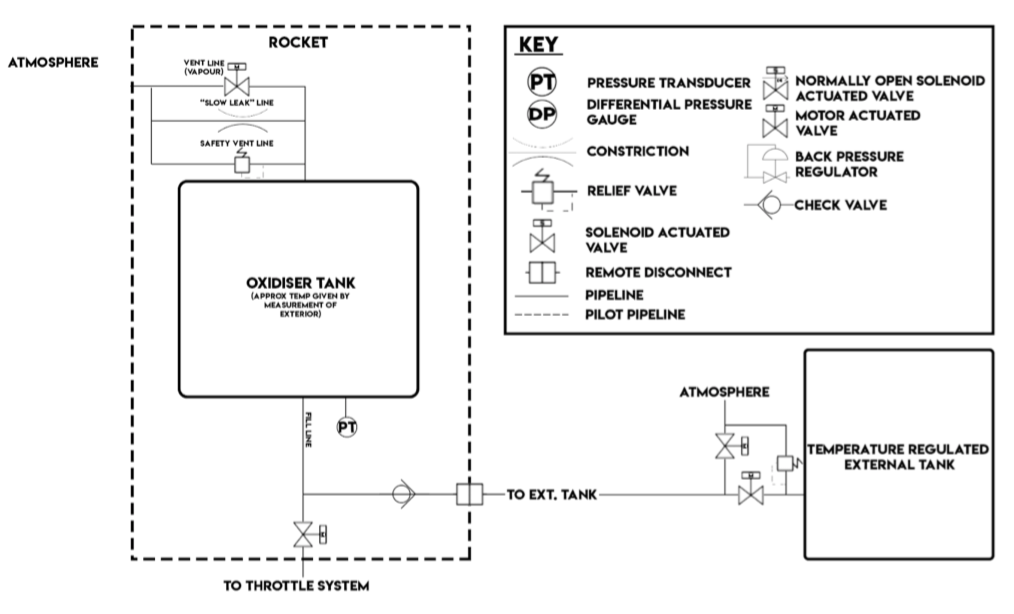 ROCKET
ATMOSPHERE
VENT LINE
(VAPOUR)
"SLOW LEAK" LINE
SAFETY VENT LINE
OXIDISER TANK
(APPROX TEMP GIVEN BY
MEASUREMENT OF
EXTERIOR)
FILL LINE
PT
TO EXT. TANK
TO THROTTLE SYSTEM
KEY
PT
PRESSURE TRANSDUCER
DP
DIFFERENTIAL PRESSURE
GAUGE
CONSTRICTION
RELIEF VALVE
SOLENOID ACTUATED
VALVE
REMOTE DISCONNECT
PIPELINE
PILOT PIPELINE
NORMALLY OPEN SOLENOID
ACTUATED VALVE
MOTOR ACTUATED
VALVE
BACK PRESSURE
REGULATOR
CHECK VALVE
ATMOSPHERE
TEMPERATURE REGULATED
EXTERNAL TANK